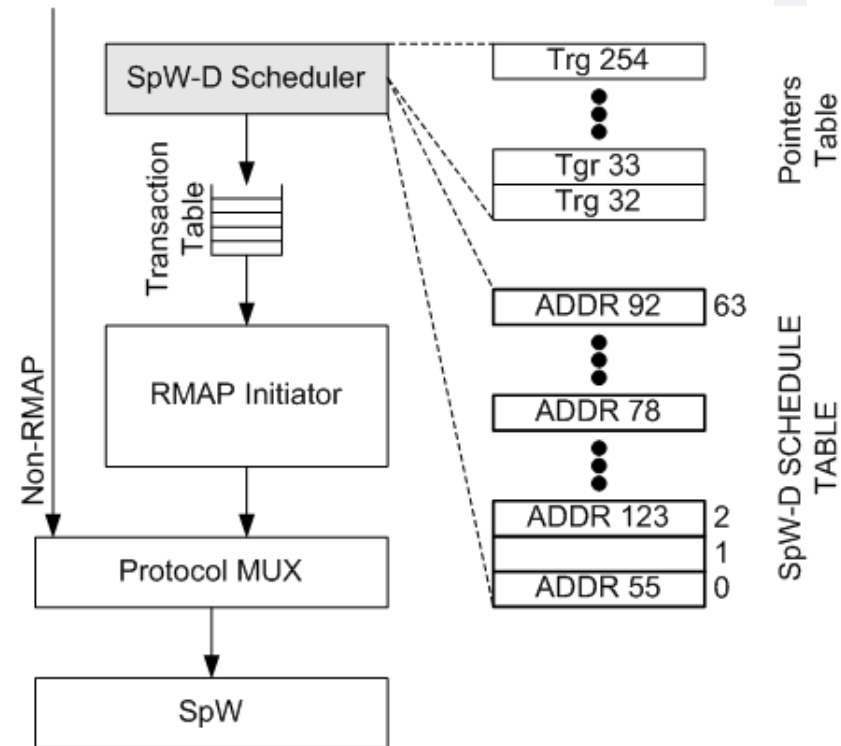 SpW-D Scheduler
Transaction
Table
RMAP Initiator
Non-RMAP
Protocol MUX
SpW
Trg 254
Tgr 33
Trg 32
Pointers
Table
ADDR 92 63
ADDR 78
ADDR 123 2
1
ADDR 55 0
SpW-D SCHEDULE
TABLE